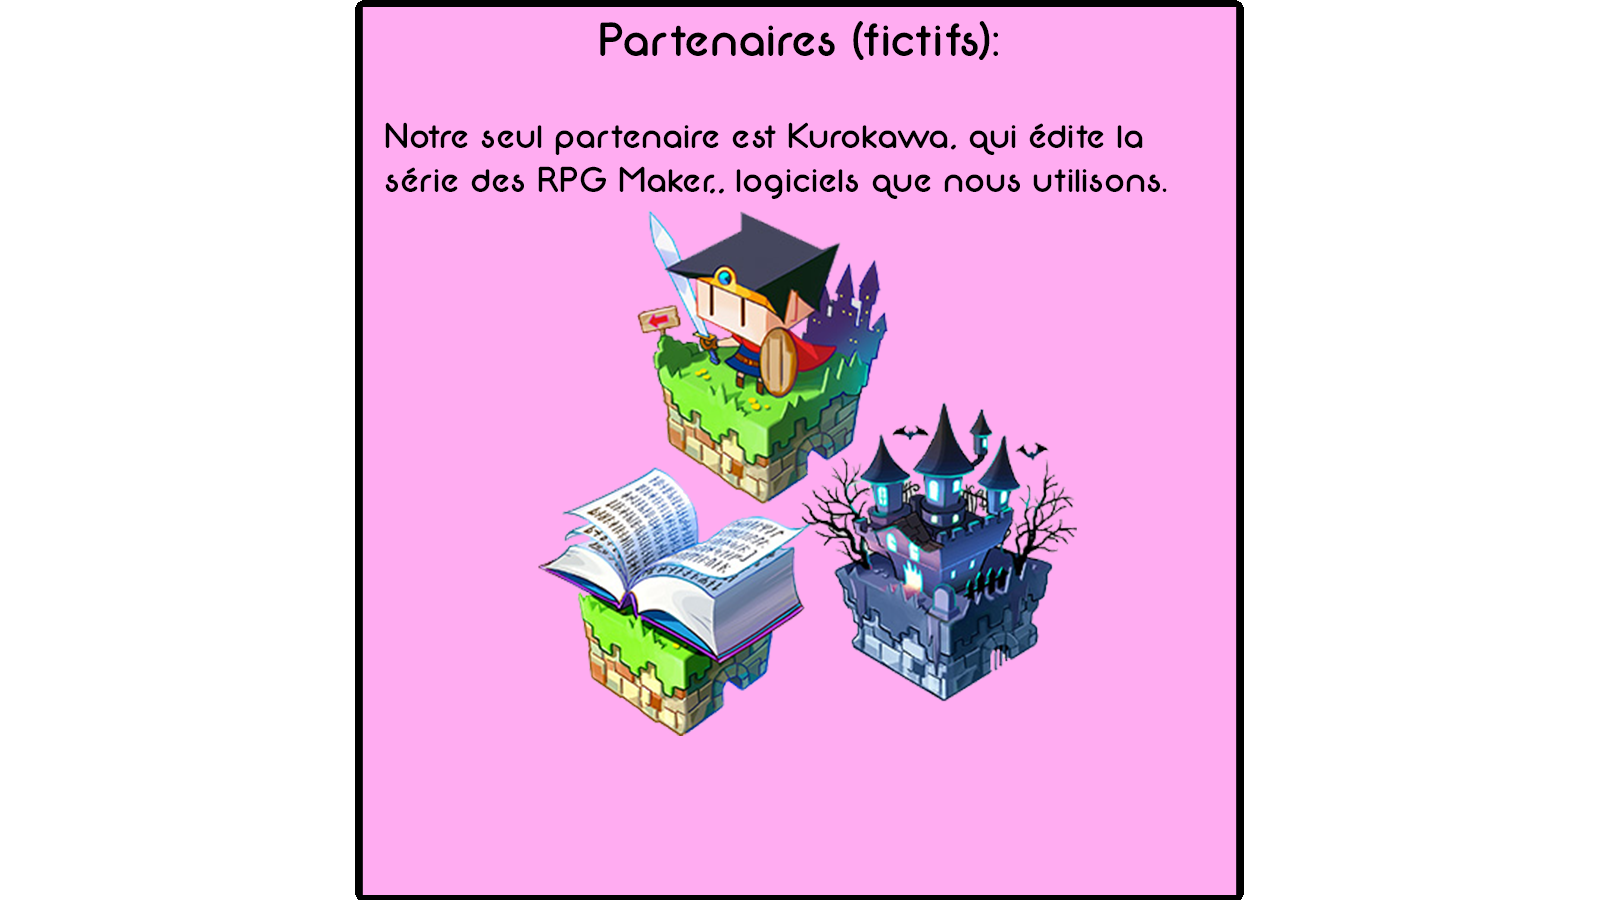 Partenaires (fictifs):
Notre seul partenaire est Kurokawa, qui édite la
série des RPG Maker,, logiciels que nous utilisons.